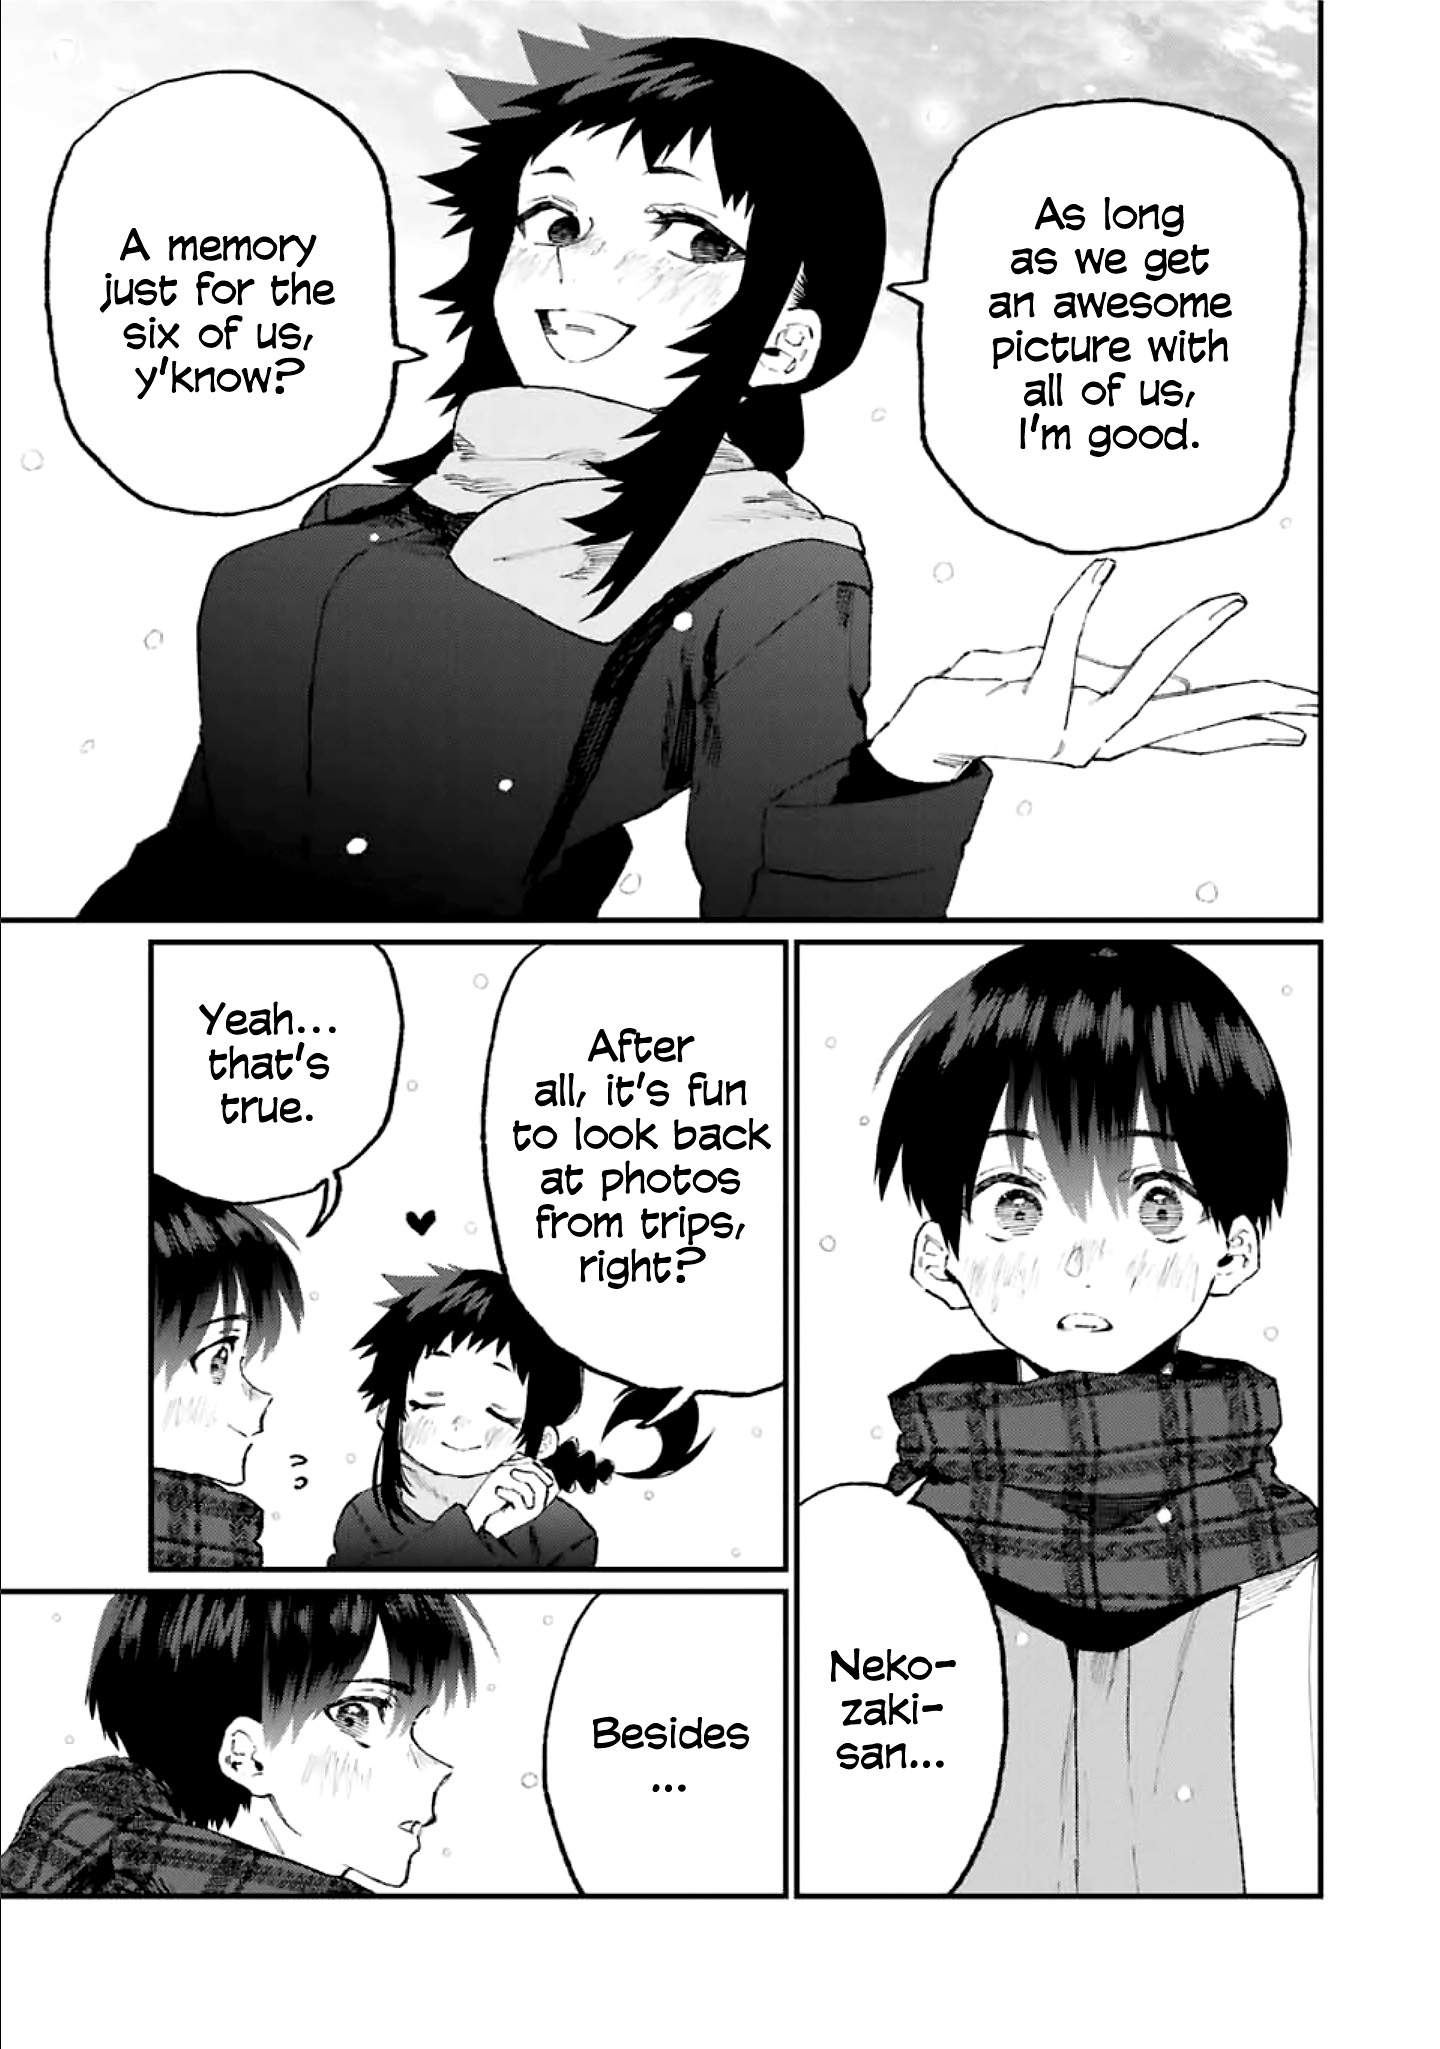 As long
as we get
an awesome
picture with
all of us,
I'm good.
A memory
just for the
six of us,
y'know?
Neko-
zaki-
san...
After
all, it's fun
to look back
at photos
from trips,
right?
Yeah...
that's
true.
Besides
...